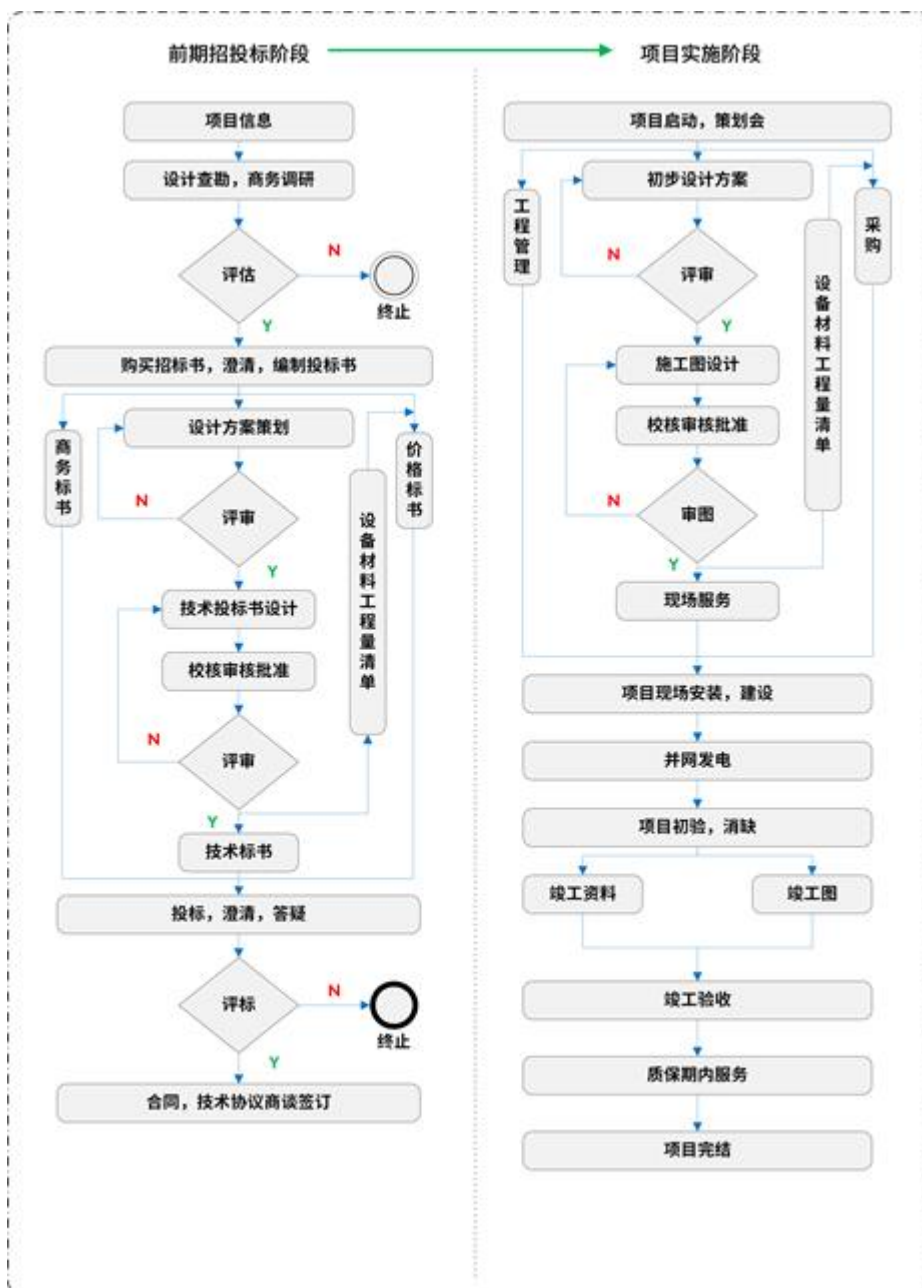 前期招投标阶段
项目实施阶段
项目信息
设计查勘，商务调研
评估
N
终止
Y
购买招标书，澄清，编制投标书
商务标书
设计方案策划
价格标书
N
评审
设备材料工程量清单
Y
技术投标书设计
校核审核批准
N
评审
Y
技术标书
投标，澄清，答疑
评标
N
终止
Y
合同，技术协议商谈签订
项目启动，策划会
工程管理
初步设计方案
采购
N
评审
设备材料工程量清单
Y
施工图设计
校核审核批准
N
审图
Y
现场服务
项目现场安装，建设
并网发电
项目初验，消缺
竣工资料
竣工图
竣工验收
质保期内服务
项目完结